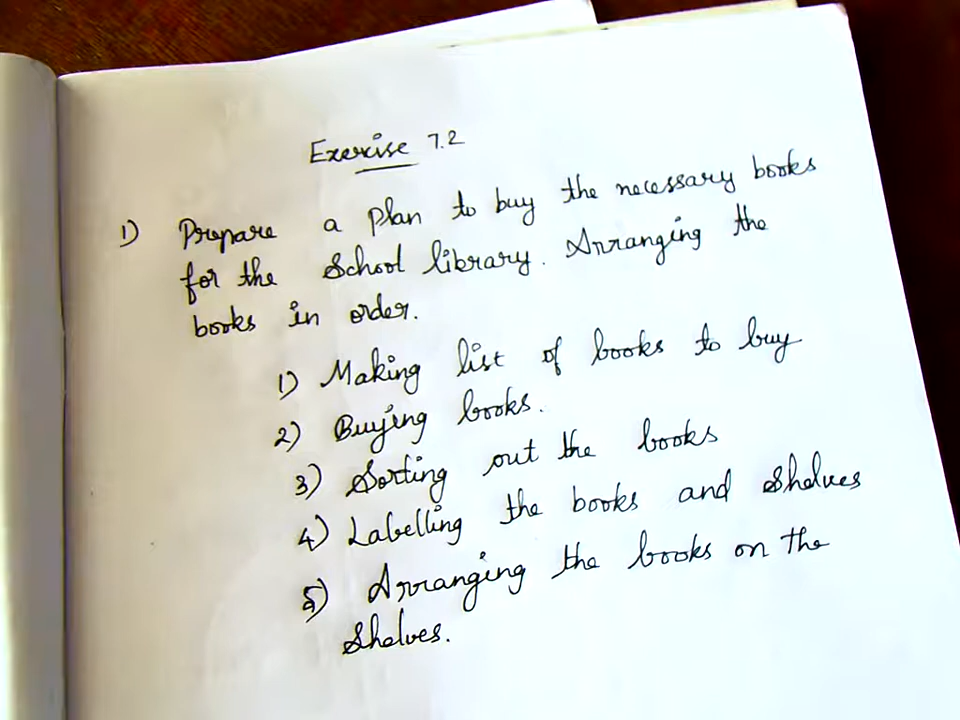 Exercise 7.2
1) Prepare a plan to buy the necessary books
for the School library. Arranging the
books in order.
1) Making list of books to buy
2) Buying books.
3) Sorting out the books
4) Labelling the books and shelves
5) Arranging the books on the
shelves.